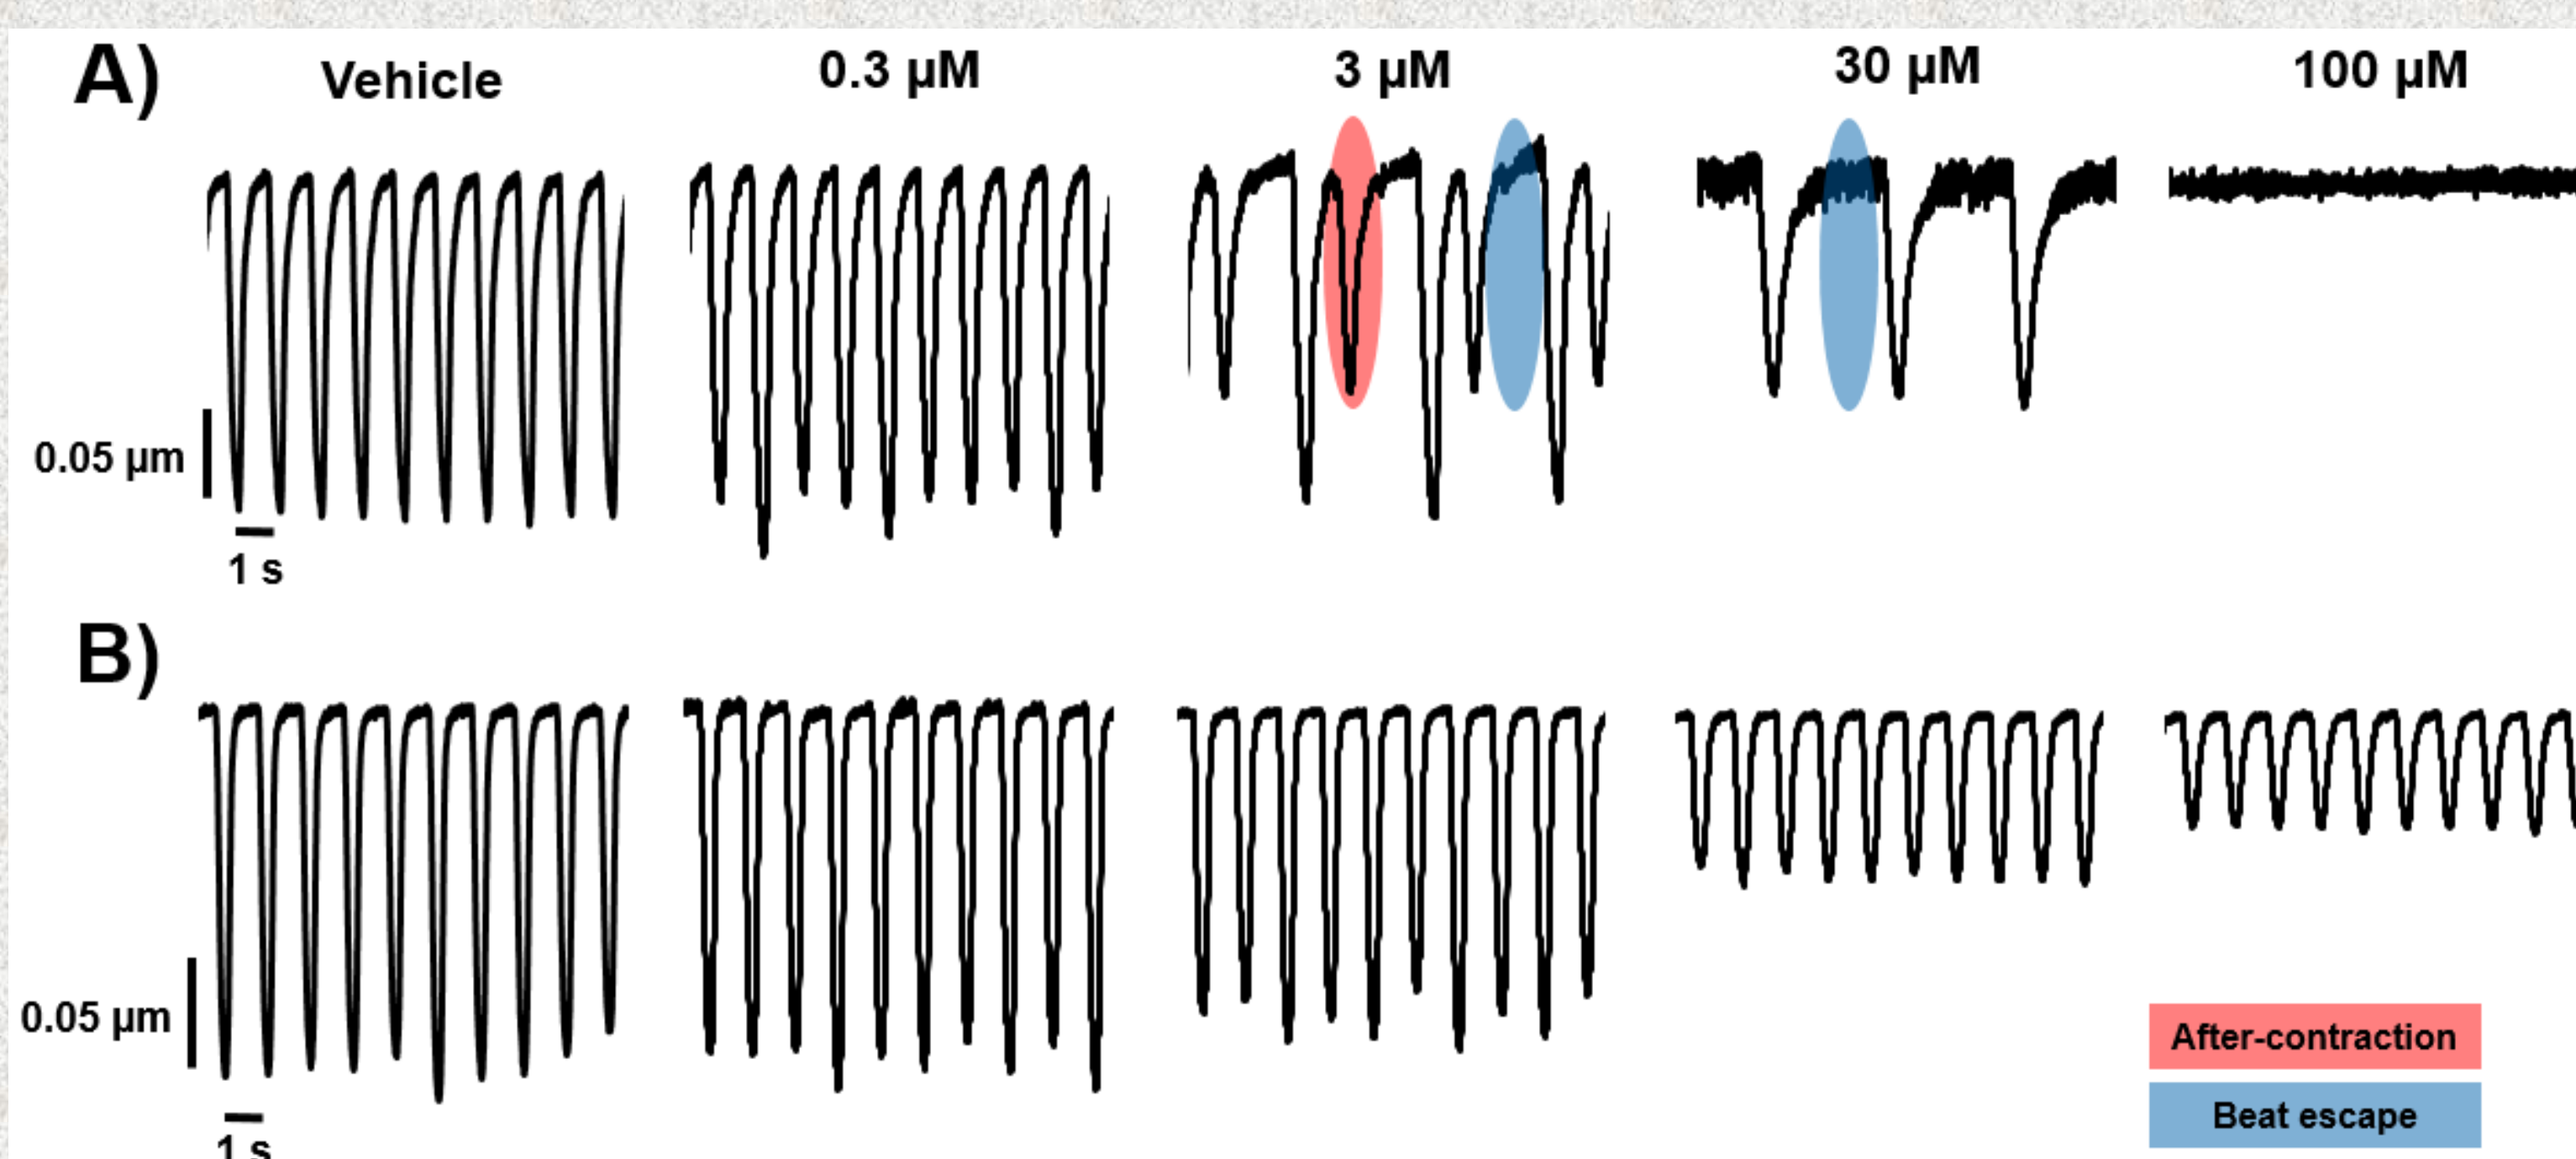 A)
Vehicle
0.3 µM
3 µM
30 µM
100 µM
0.05 µm
1 s
B)
0.05 µm
1 s
After-contraction
Beat escape